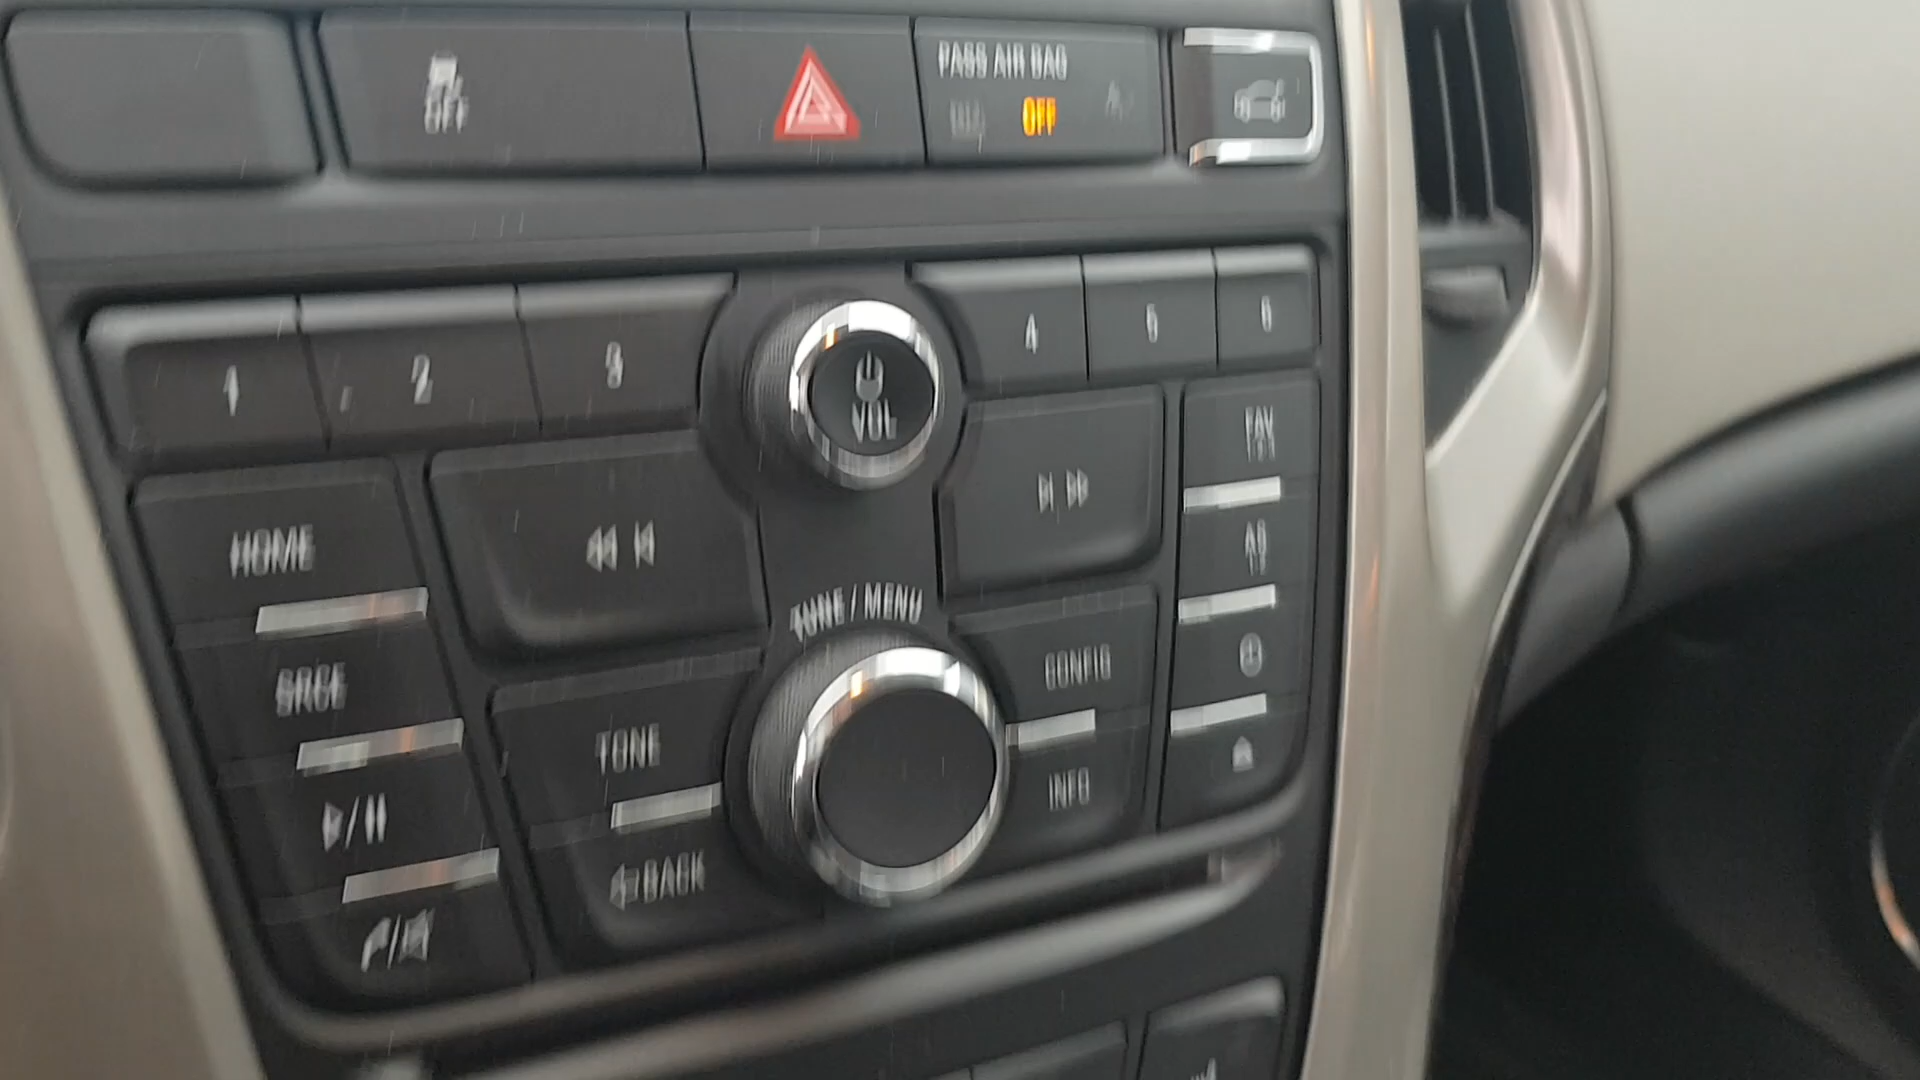 OFF
PASS AIR BAG
OFF
1
2
3
VOL
4
5
6
FAV
HOME
TUNE / MENU
SRCE
CONFIG
TONE
INFO
BACK